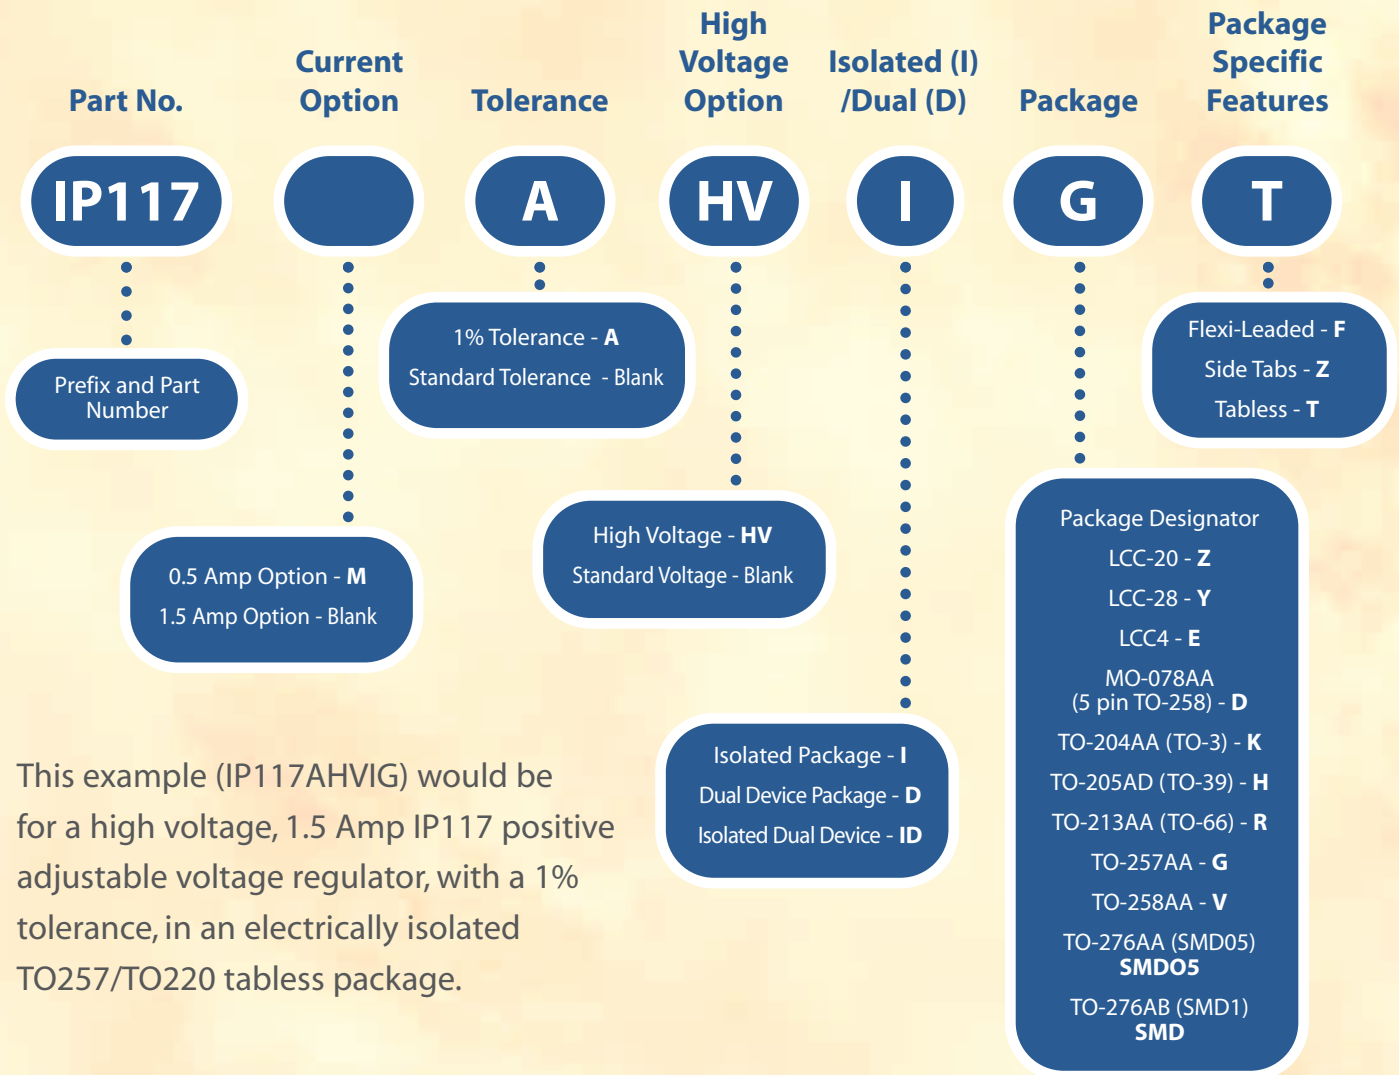 Part No.
Current
Option
Tolerance
High
Voltage
Option
Isolated (I)
/Dual (D)
Package
Package
Specific
Features
IP117
A
HV
I
G
T
Prefix and Part
Number
0.5 Amp Option - M
1.5 Amp Option - Blank
1% Tolerance - A
Standard Tolerance - Blank
High Voltage - HV
Standard Voltage - Blank
Isolated Package - I
Dual Device Package - D
Isolated Dual Device - ID
Package Designator
LCC-20 - Z
LCC-28 - Y
LCC4 - E
MO-078AA
(5 pin TO-258) - D
TO-204AA (TO-3) - K
TO-205AD (TO-39) - H
TO-213AA (TO-66) - R
TO-257AA - G
TO-258AA - V
TO-276AA (SMD05)
SMDO5
TO-276AB (SMD1)
SMD
Flexi-Leaded - F
Side Tabs - Z
Tabless - T
This example (IP117AHVIG) would be
for a high voltage, 1.5 Amp IP117 positive
adjustable voltage regulator, with a 1%
tolerance, in an electrically isolated
TO257/TO220 tabless package.